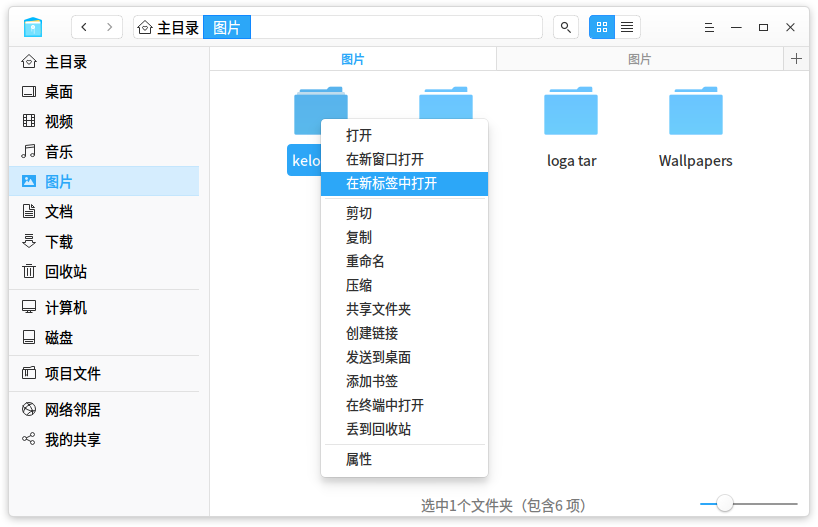 主目录 图片
主目录
桌面
视频
音乐
图片
文档
下载
回收站
计算机
磁盘
项目文件
网络邻居
我的共享
图片 图片
loga tar Wallpapers
打开
在新窗口打开
在新标签中打开
剪切
复制
重命名
压缩
共享文件夹
创建链接
发送到桌面
添加书签
在终端中打开
丢到回收站
属性
选中1个文件夹（包含6 项）